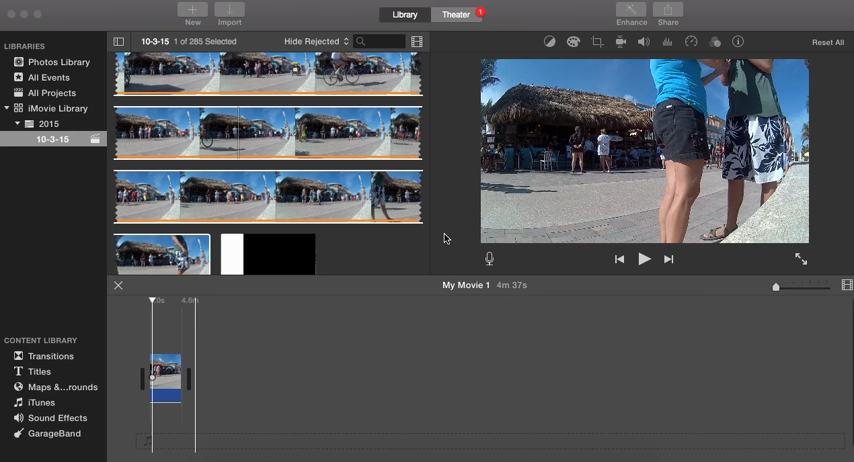 New
Import
Library
Theater
1
Enhance
Share
LIBRARIES
Photos Library
All Events
All Projects
iMovie Library
2015
10-3-15
10-3-15 1 of 285 Selected
Hide Rejected
Reset All
My Movie 1 4m 37s
CONTENT LIBRARY
Transitions
Titles
Maps &...rounds
iTunes
Sound Effects
GarageBand